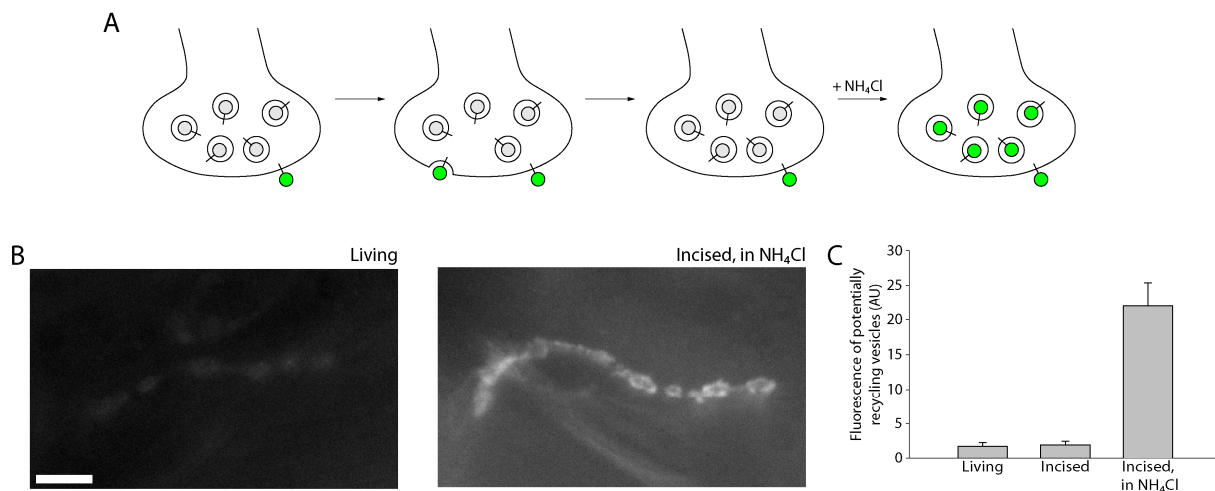 A
+ NH₄Cl
B
Living
Incised, in NH₄Cl
C
Fluorescence of potentially
recycling vesicles (AU)
30
25
20
15
10
5
0
Living
Incised
Incised,
in NH₄Cl